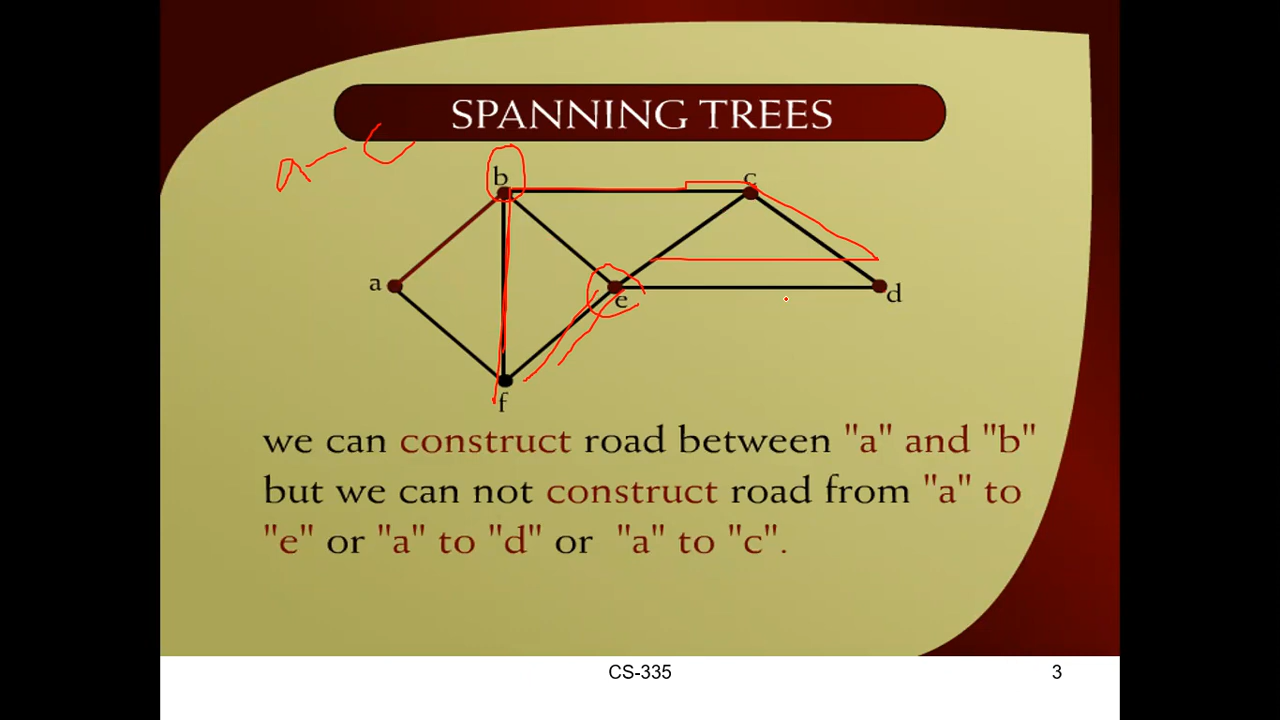 SPANNING TREES
a-c
b
c
a
e
d
f
we can construct road between "a" and "b"
but we can not construct road from "a" to
"e" or "a" to "d" or "a" to "c".
CS-335
3